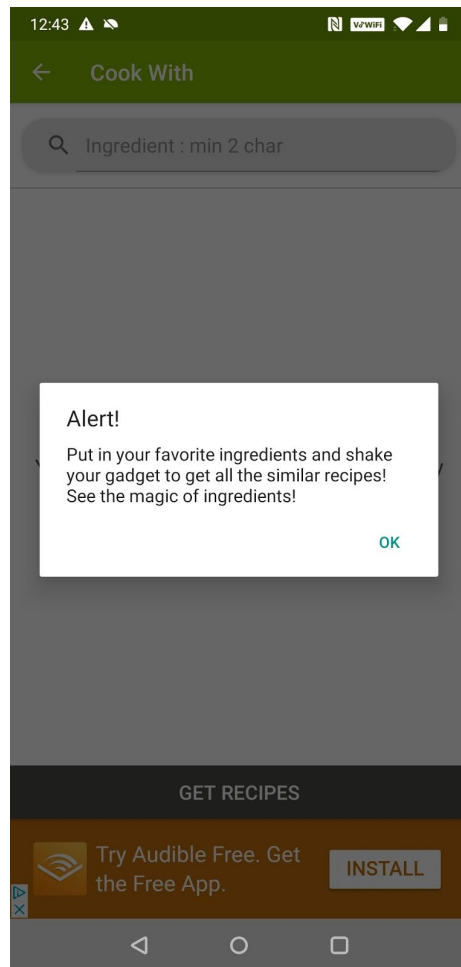 12:43
VoWiFi
Cook With
Ingredient : min 2 char
Alert!
Put in your favorite ingredients and shake
your gadget to get all the similar recipes!
See the magic of ingredients!
OK
GET RECIPES
Try Audible Free. Get
the Free App.
INSTALL